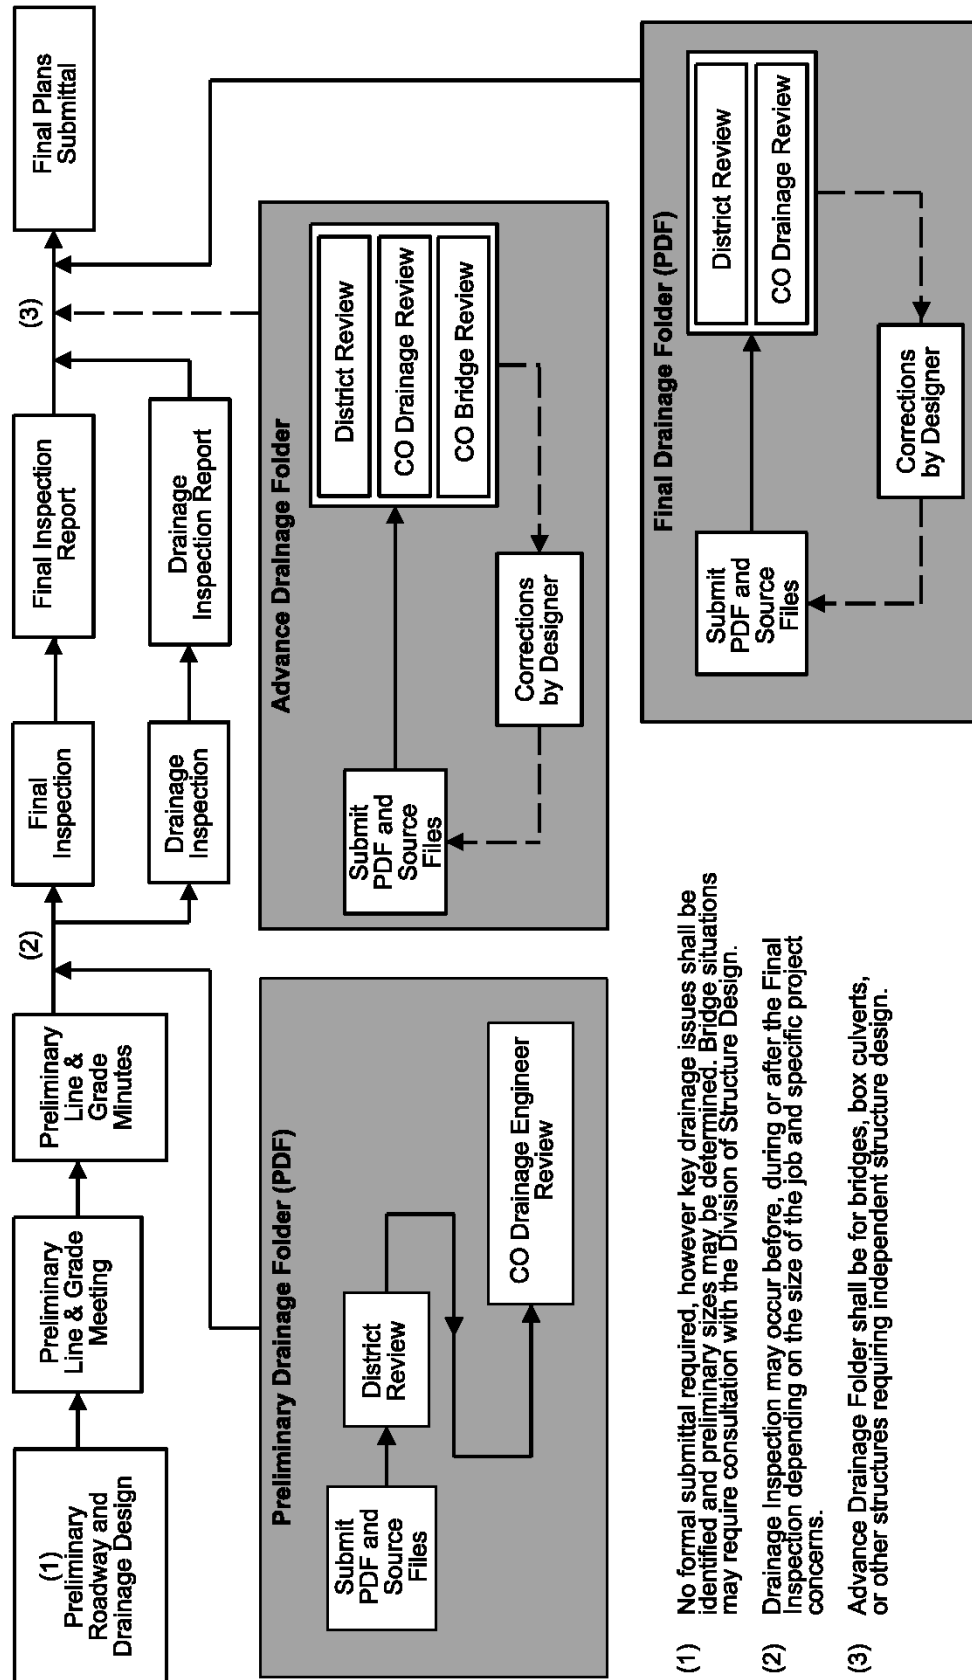 (1)
Preliminary
Roadway and
Drainage Design
Preliminary
Line & Grade
Meeting
Preliminary
Line &
Grade
Minutes
(2)
Final
Inspection
Final Inspection
Report
(3)
Final Plans
Submittal
Drainage
Inspection
Drainage
Inspection Report
Preliminary Drainage Folder (PDF)
Submit
PDF and
Source
Files
District
Review
CO Drainage Engineer
Review
Advance Drainage Folder
Submit
PDF and
Source
Files
District Review
CO Drainage Review
CO Bridge Review
Corrections
by Designer
Final Drainage Folder (PDF)
Submit
PDF and
Source
Files
District Review
CO Drainage Review
Corrections
by Designer
(1) No formal submittal required, however key drainage issues shall be
identified and preliminary sizes may be determined. Bridge situations
may require consultation with the Division of Structure Design.
(2) Drainage Inspection may occur before, during or after the Final
Inspection depending on the size of the job and specific project
concerns.
(3) Advance Drainage Folder shall be for bridges, box culverts,
or other structures requiring independent structure design.